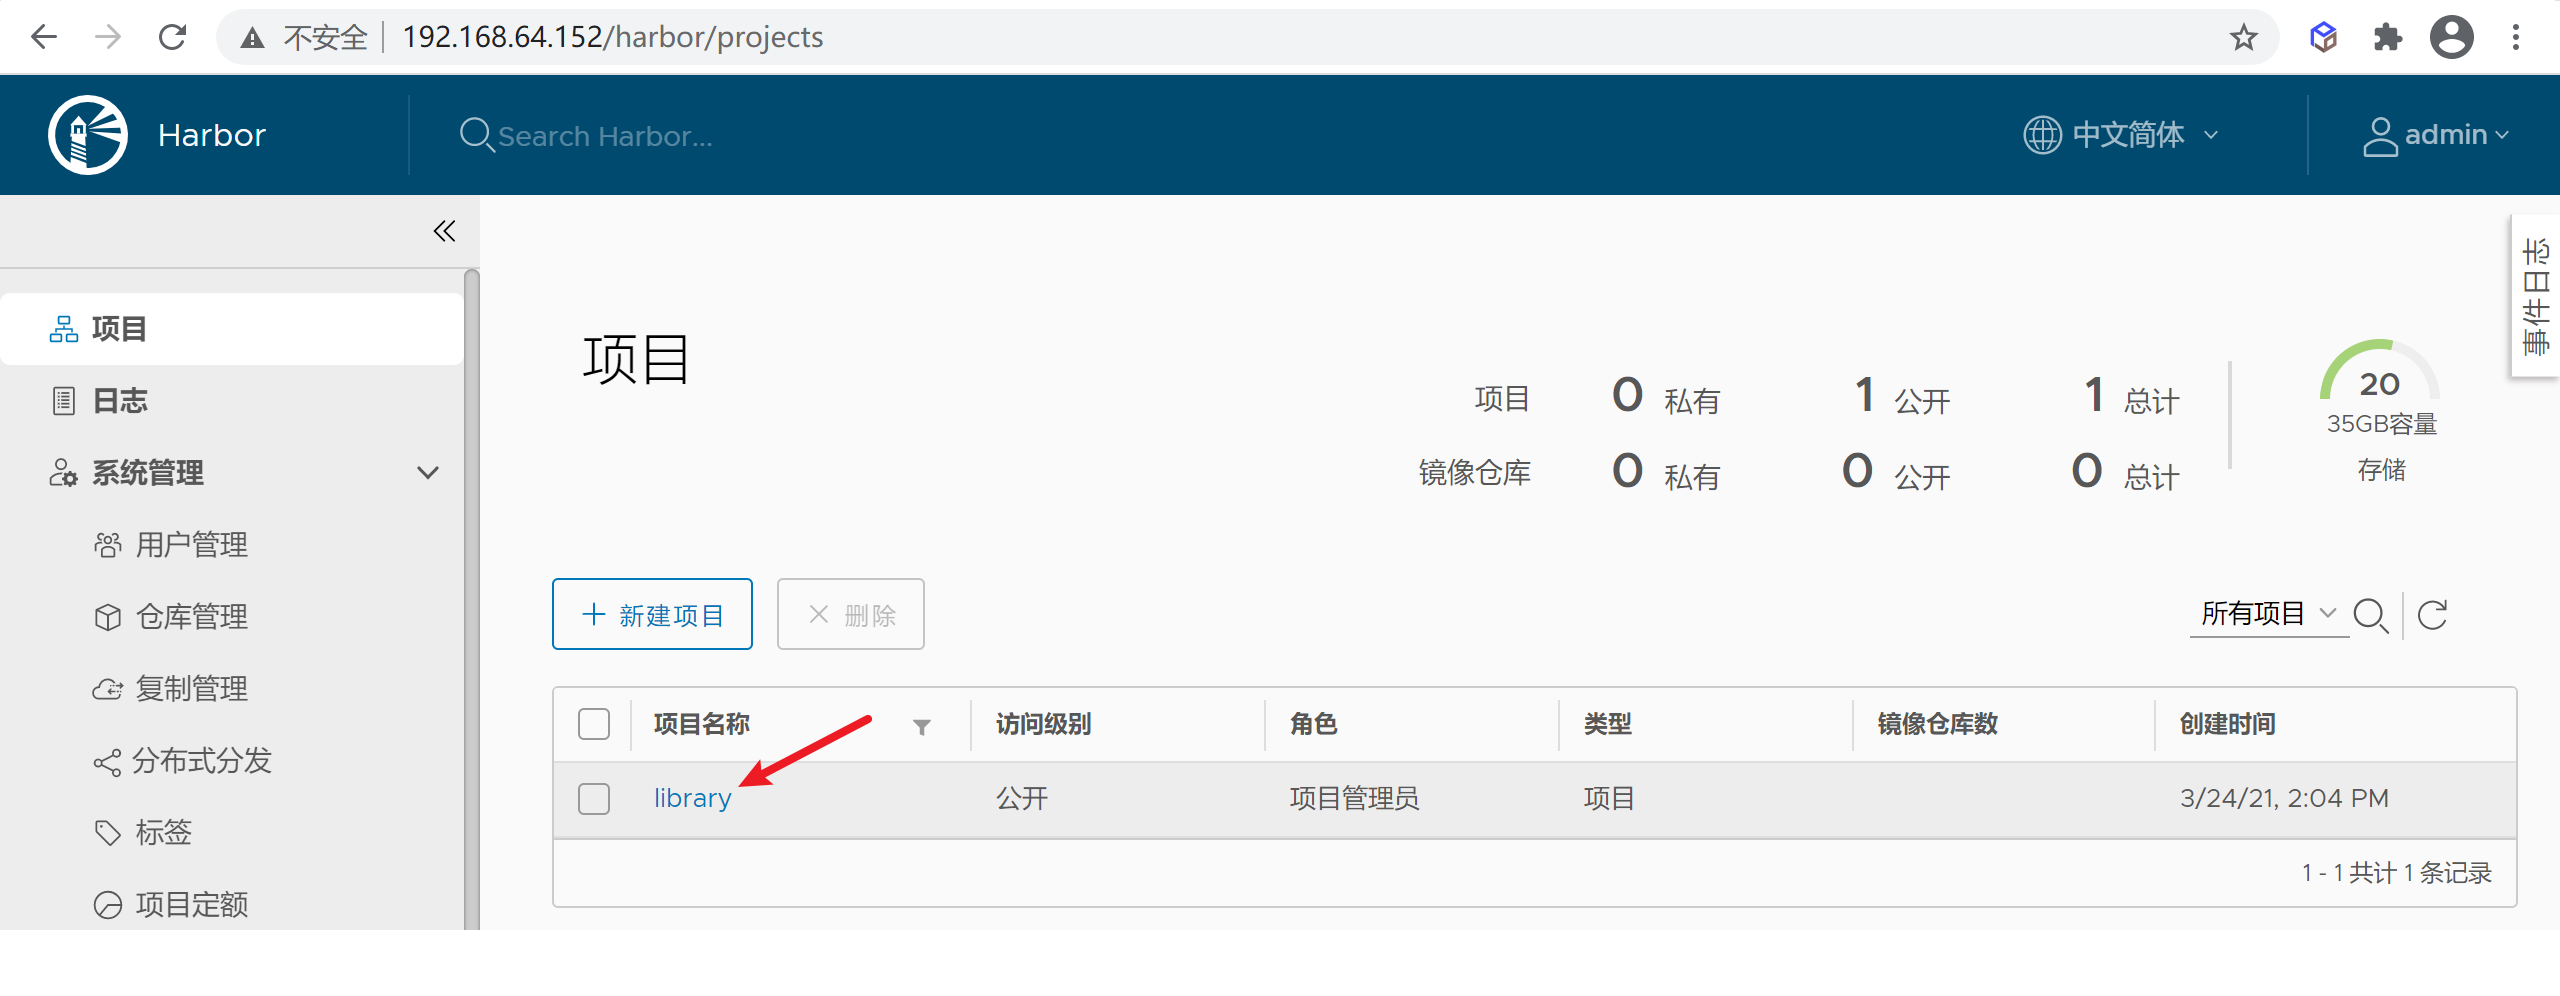 不安全 192.168.64.152/harbor/projects
Harbor Search Harbor... 中文简体 admin
事件日志
项目
日志
系统管理
用户管理
仓库管理
复制管理
分布式分发
标签
项目定额
项目
项目 0 私有 1 公开 1 总计
镜像仓库 0 私有 0 公开 0 总计
20
35GB容量
存储
新建项目 删除 所有项目
项目名称 访问级别 角色 类型 镜像仓库数 创建时间
library 公开 项目管理员 项目 3/24/21, 2:04 PM
1 - 1 共计 1 条记录